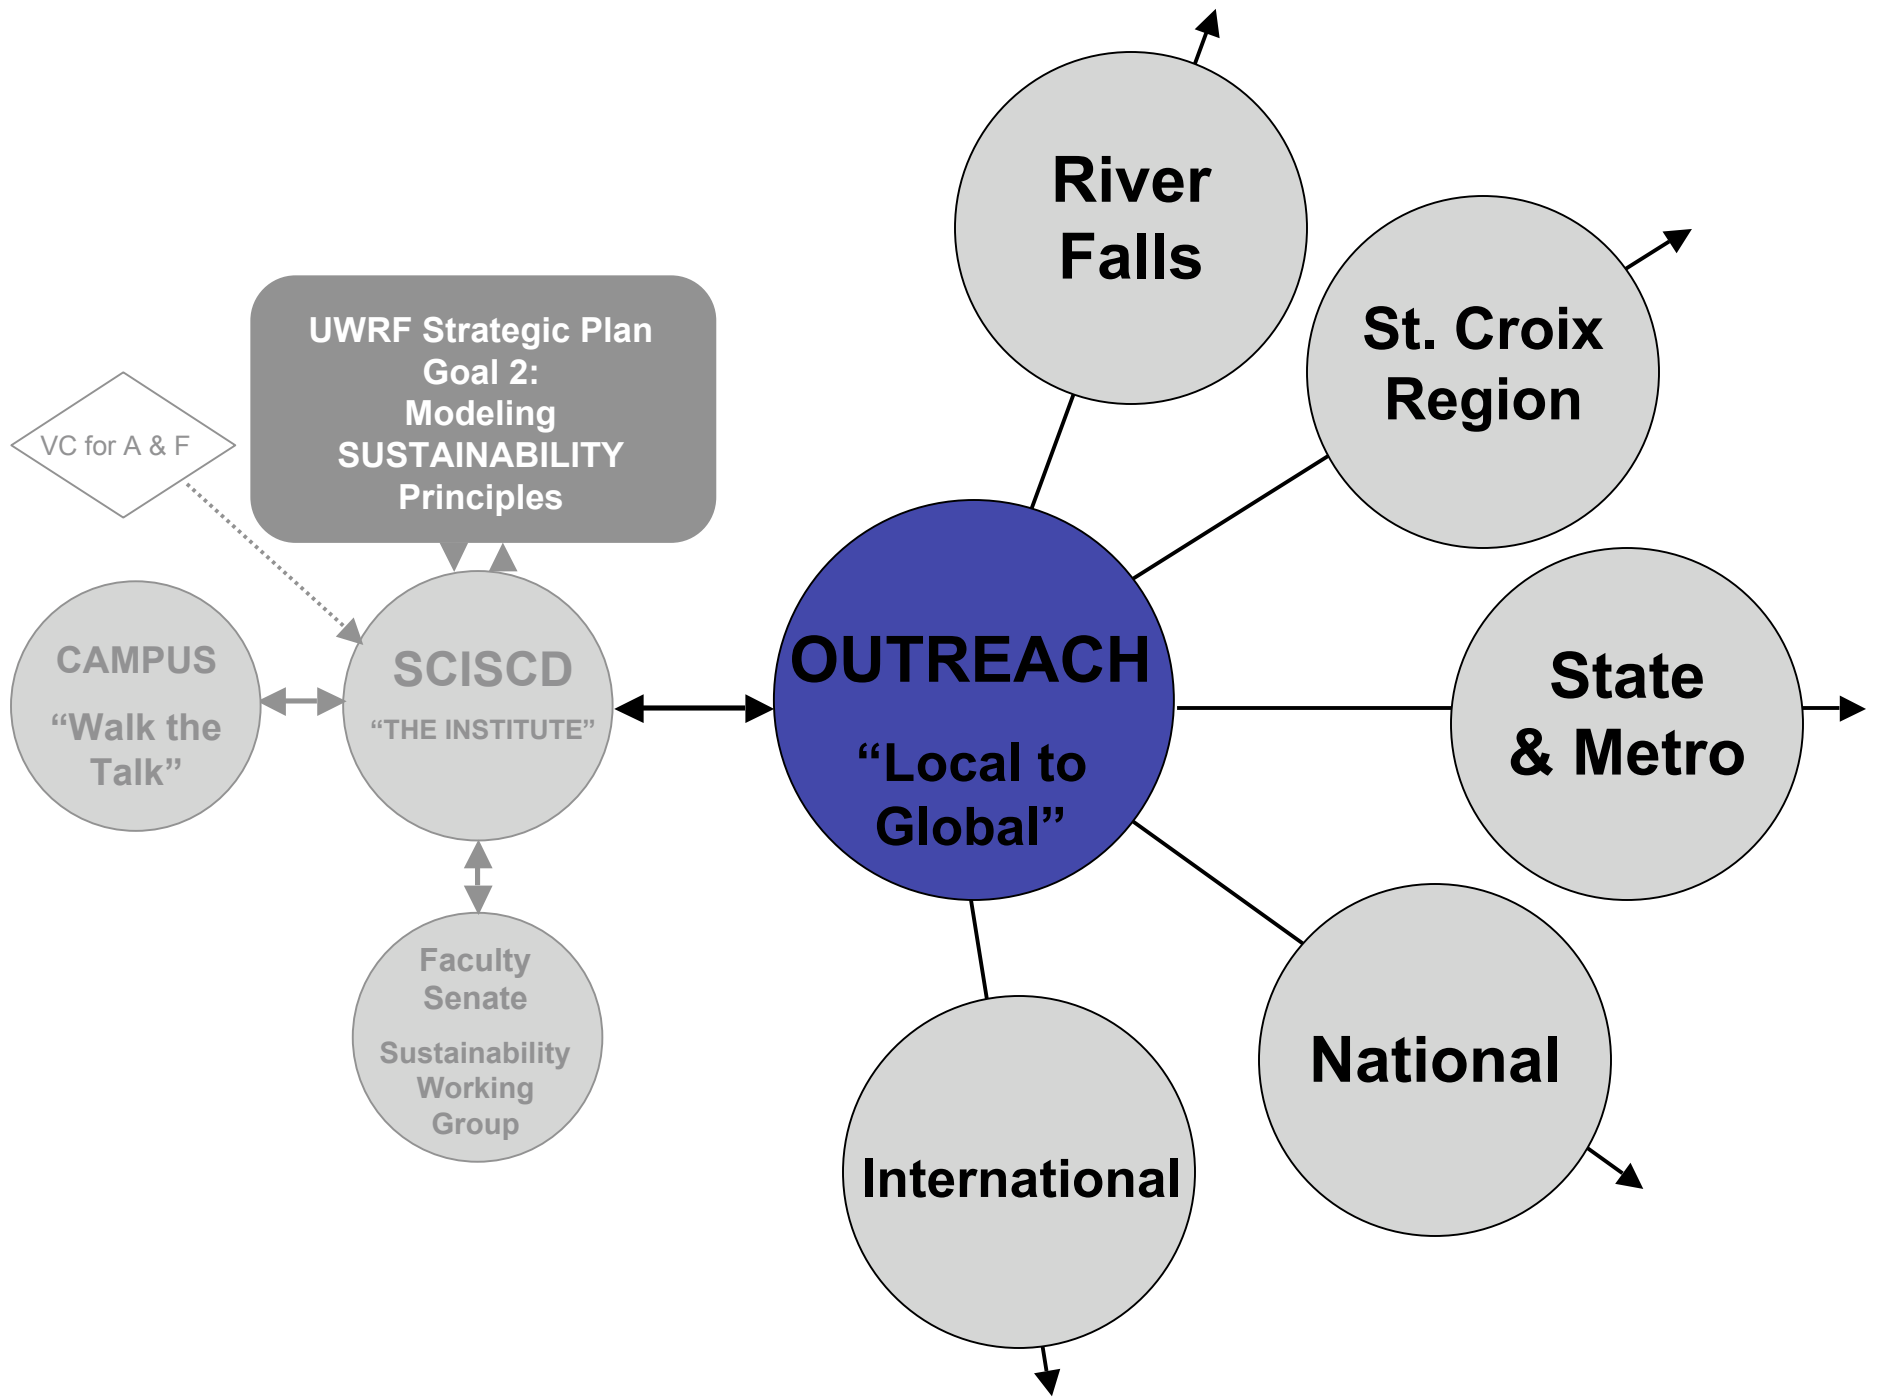 River
Falls
St. Croix
Region
UWRF Strategic Plan
Goal 2:
Modeling
SUSTAINABILITY
Principles
VC for A & F
CAMPUS
“Walk the
Talk”
SCISCD
“THE INSTITUTE”
OUTREACH
“Local to
Global”
State
& Metro
Faculty
Senate
Sustainability
Working
Group
National
International